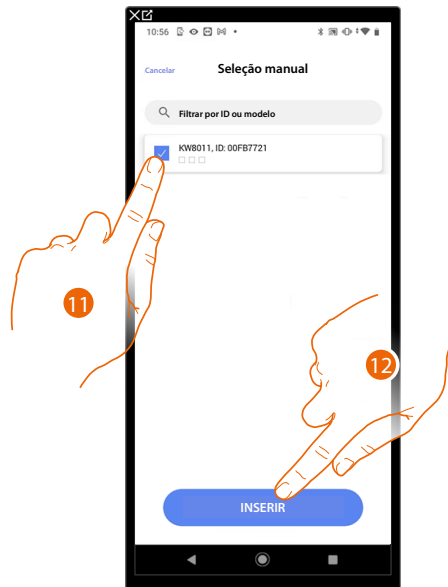 10:56
Cancelar
Seleção manual
Filtrar por ID ou modelo
KW8011, ID: 00FB7721
11
12
INSERIR